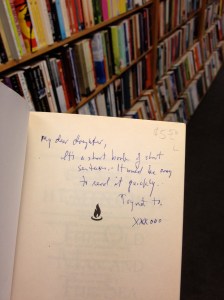 My dear daughter,
It's a short book of short
sentences. It would be easy
to read it quickly.
Try not to.
xxxooo